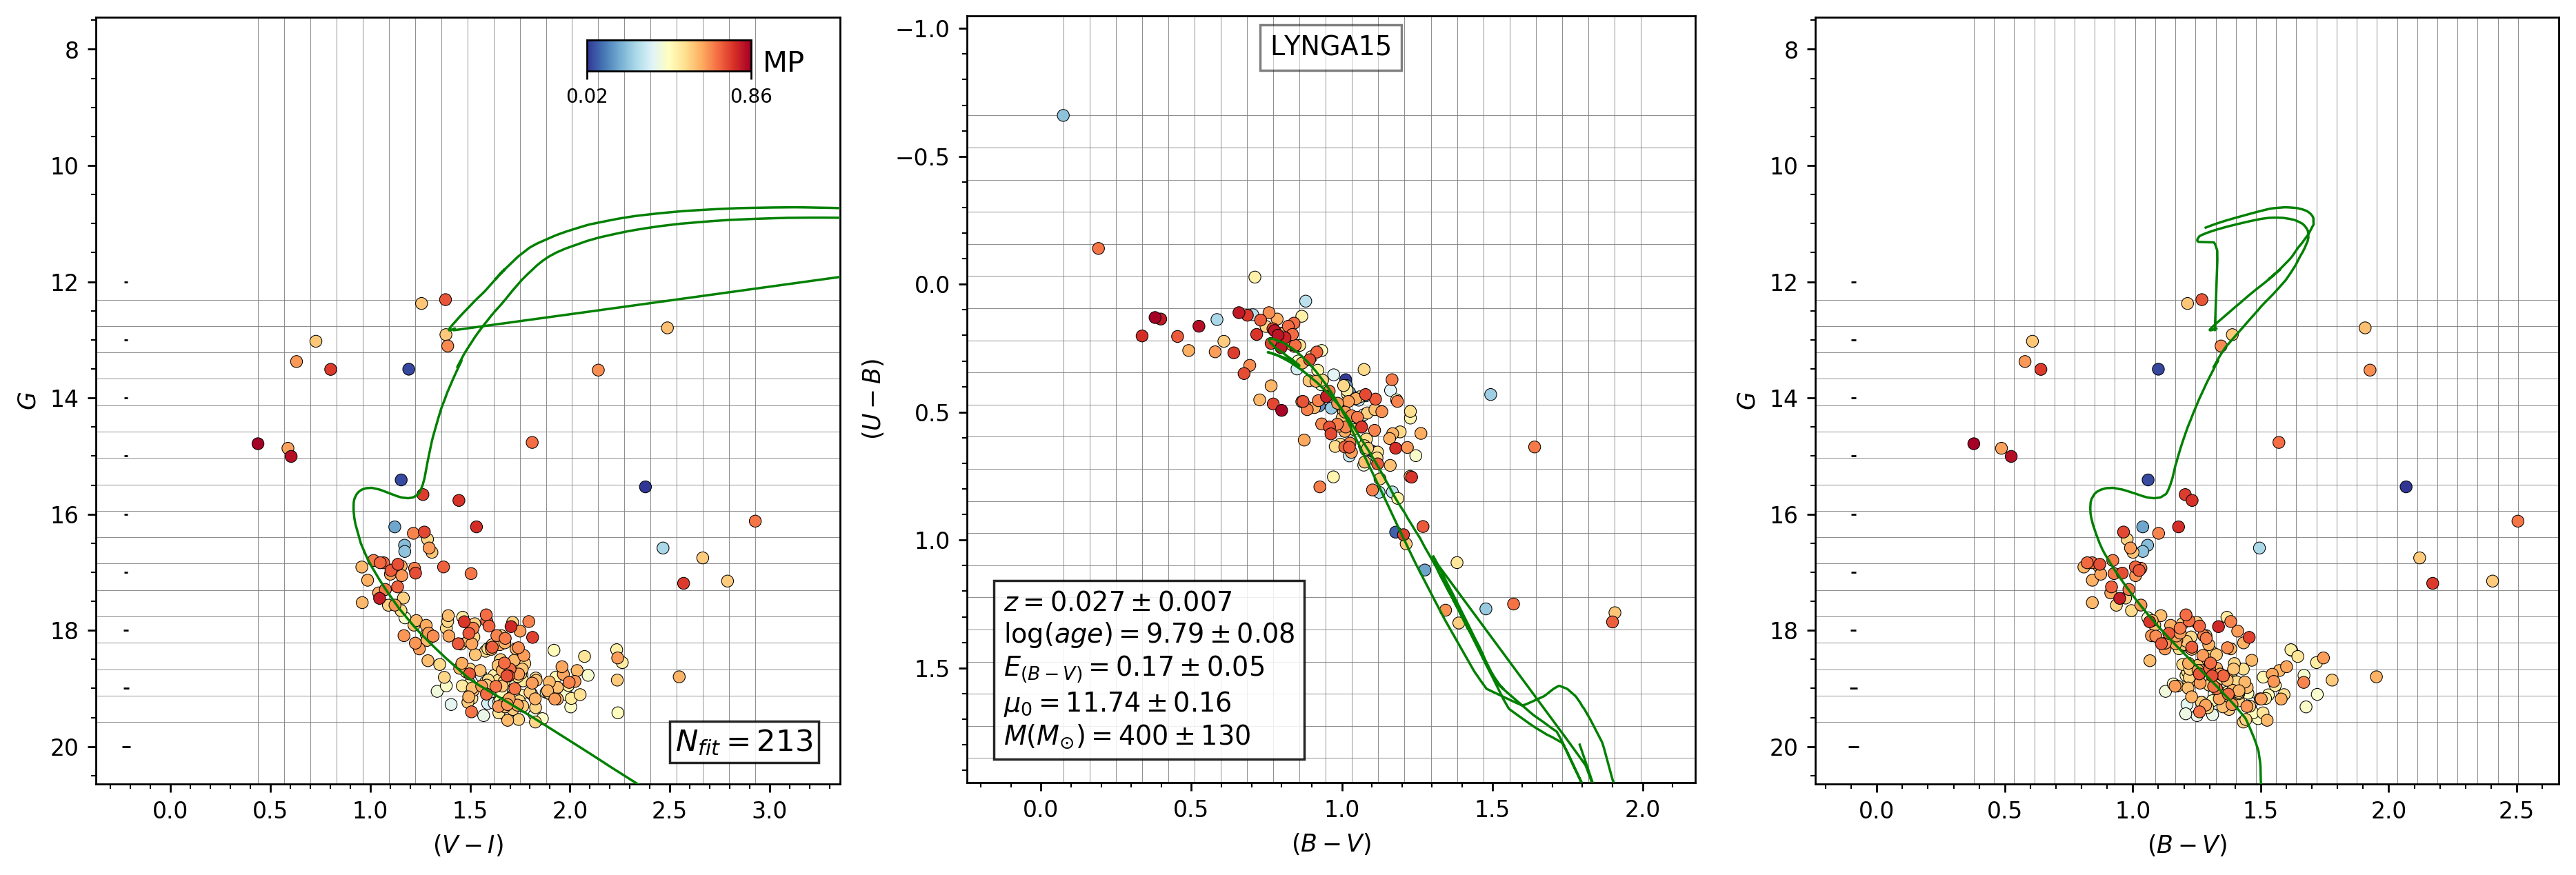 8
10
12
14
16
18
20
G
0.0 0.5 1.0 1.5 2.0 2.5 3.0
(V − I)
MP
0.02 0.86
N_{fit} = 213
−1.0
−0.5
0.0
0.5
1.0
1.5
(U − B)
0.0 0.5 1.0 1.5 2.0
(B − V)
LYNGA15
z = 0.027 ± 0.007
log(age) = 9.79 ± 0.08
E_{(B − V)} = 0.17 ± 0.05
μ_0 = 11.74 ± 0.16
M(M_⊙) = 400 ± 130
8
10
12
14
16
18
20
G
0.0 0.5 1.0 1.5 2.0 2.5
(B − V)